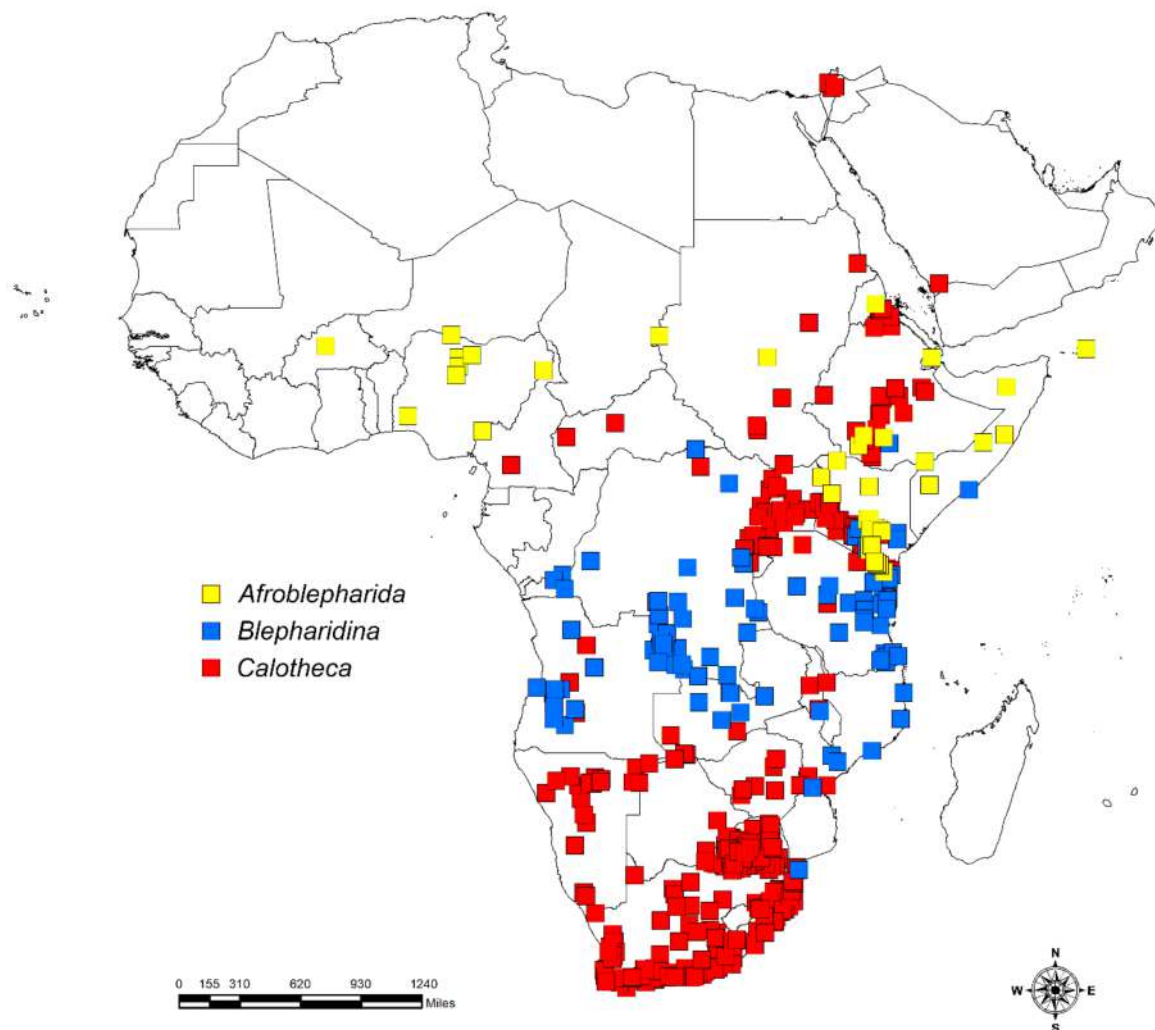 Afroblepharida
Blepharidina
Calotheca
0 155 310 620 930 1240
Miles
N
W E
S